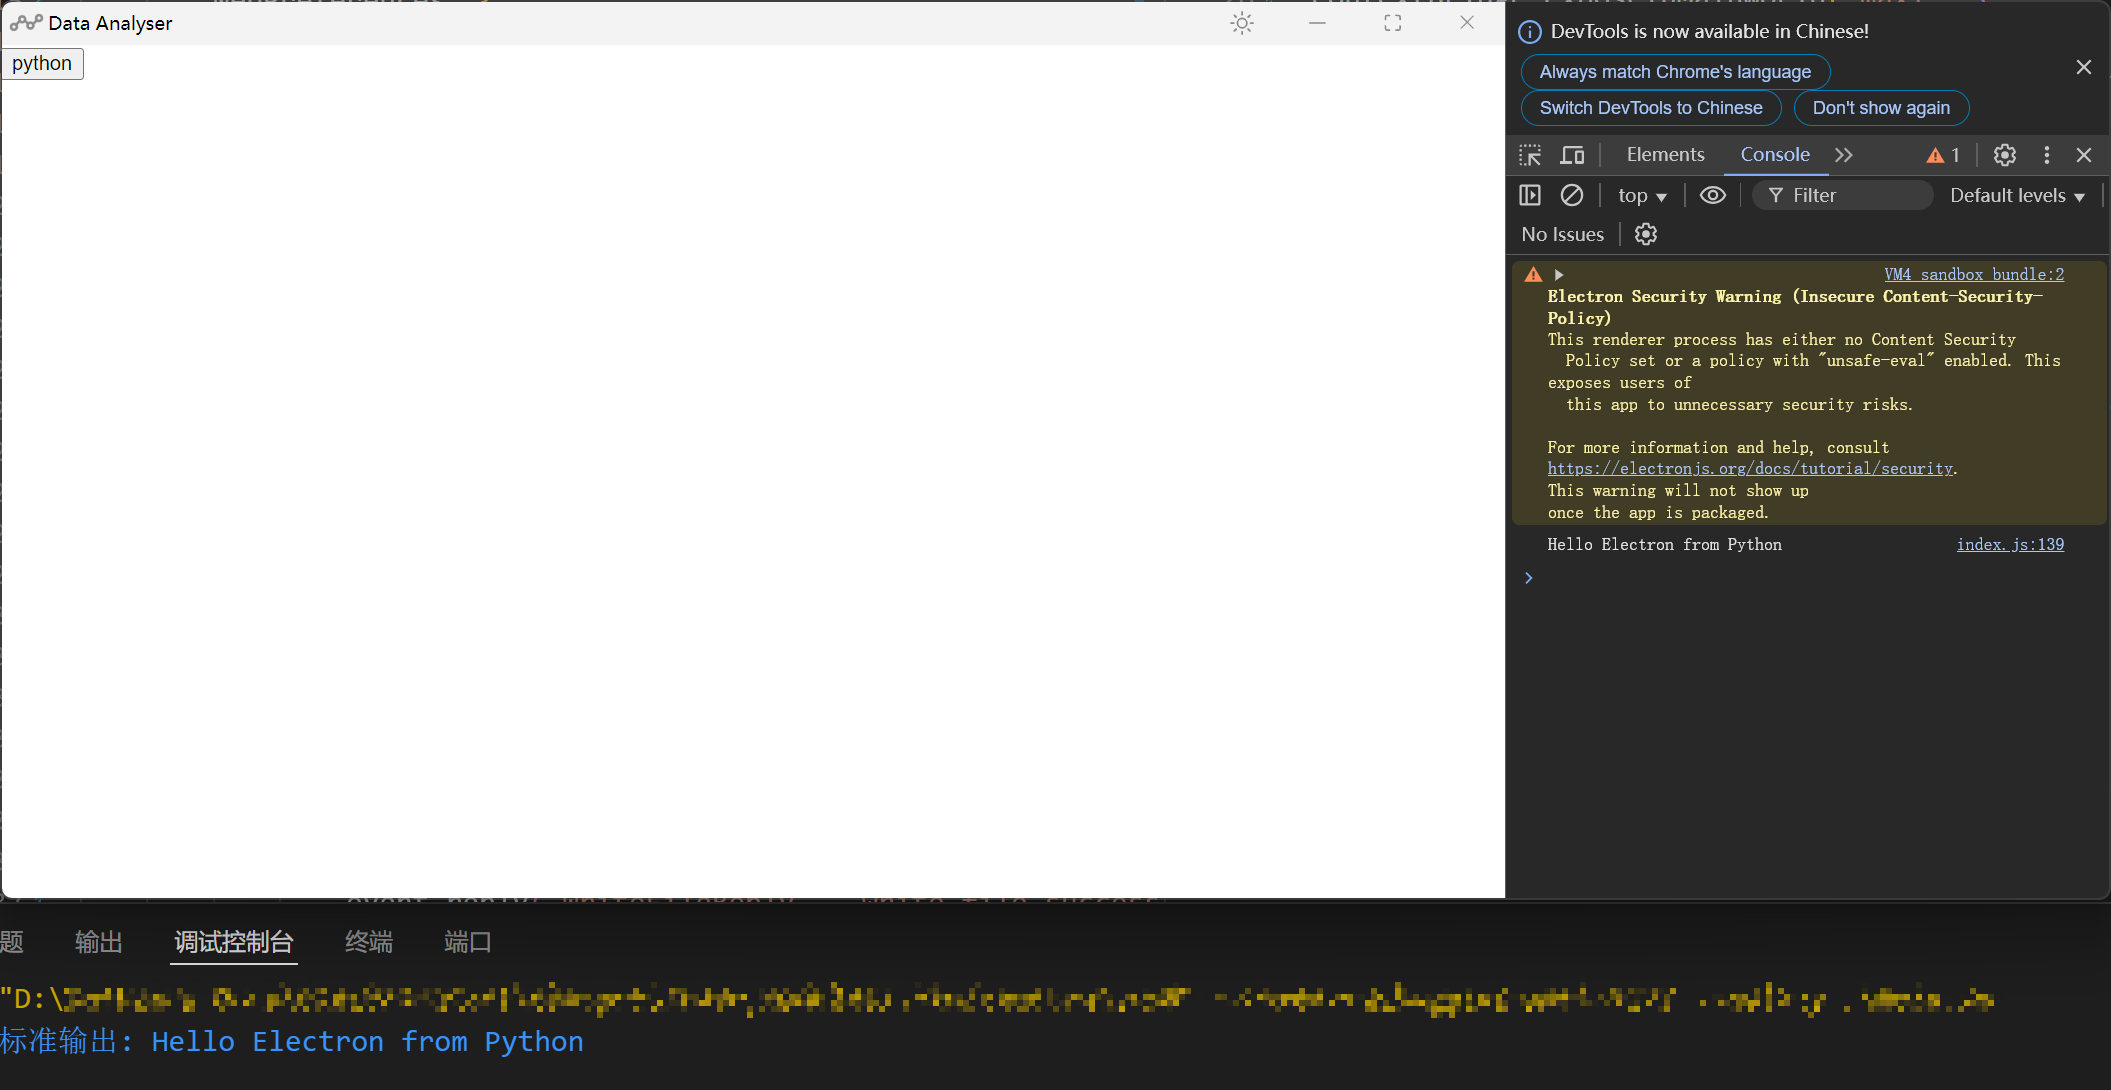 Data Analyser
python
DevTools is now available in Chinese!
Always match Chrome's language
Switch DevTools to Chinese
Don't show again
Elements
Console
1
top
Filter
Default levels
No Issues
VM4 sandbox bundle:2
Electron Security Warning (Insecure Content-Security-
Policy)
This renderer process has either no Content Security
Policy set or a policy with "unsafe-eval" enabled. This
exposes users of
this app to unnecessary security risks.
For more information and help, consult
https://electronjs.org/docs/tutorial/security.
This warning will not show up
once the app is packaged.
Hello Electron from Python
index.js:139
题 输出 调试控制台 终端 端口
"D:\
标准输出: Hello Electron from Python